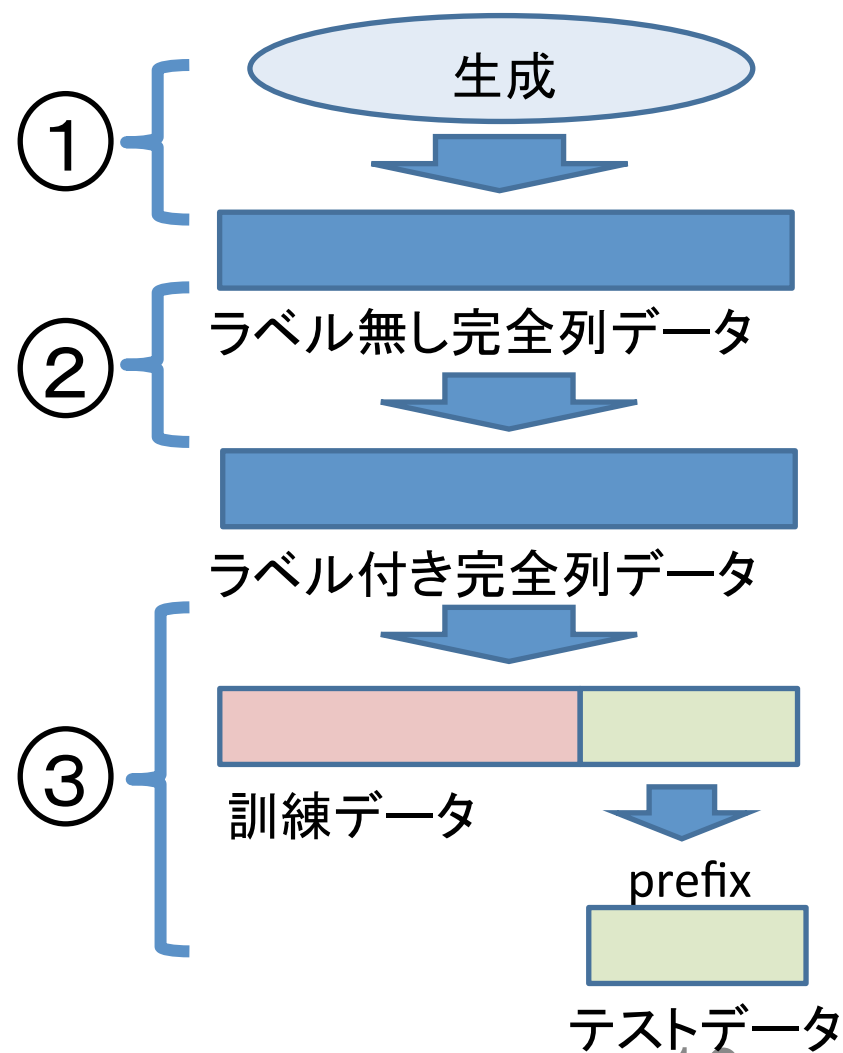 生成
①
ラベル無し完全列データ
②
ラベル付き完全列データ
③
訓練データ
prefix
テストデータ